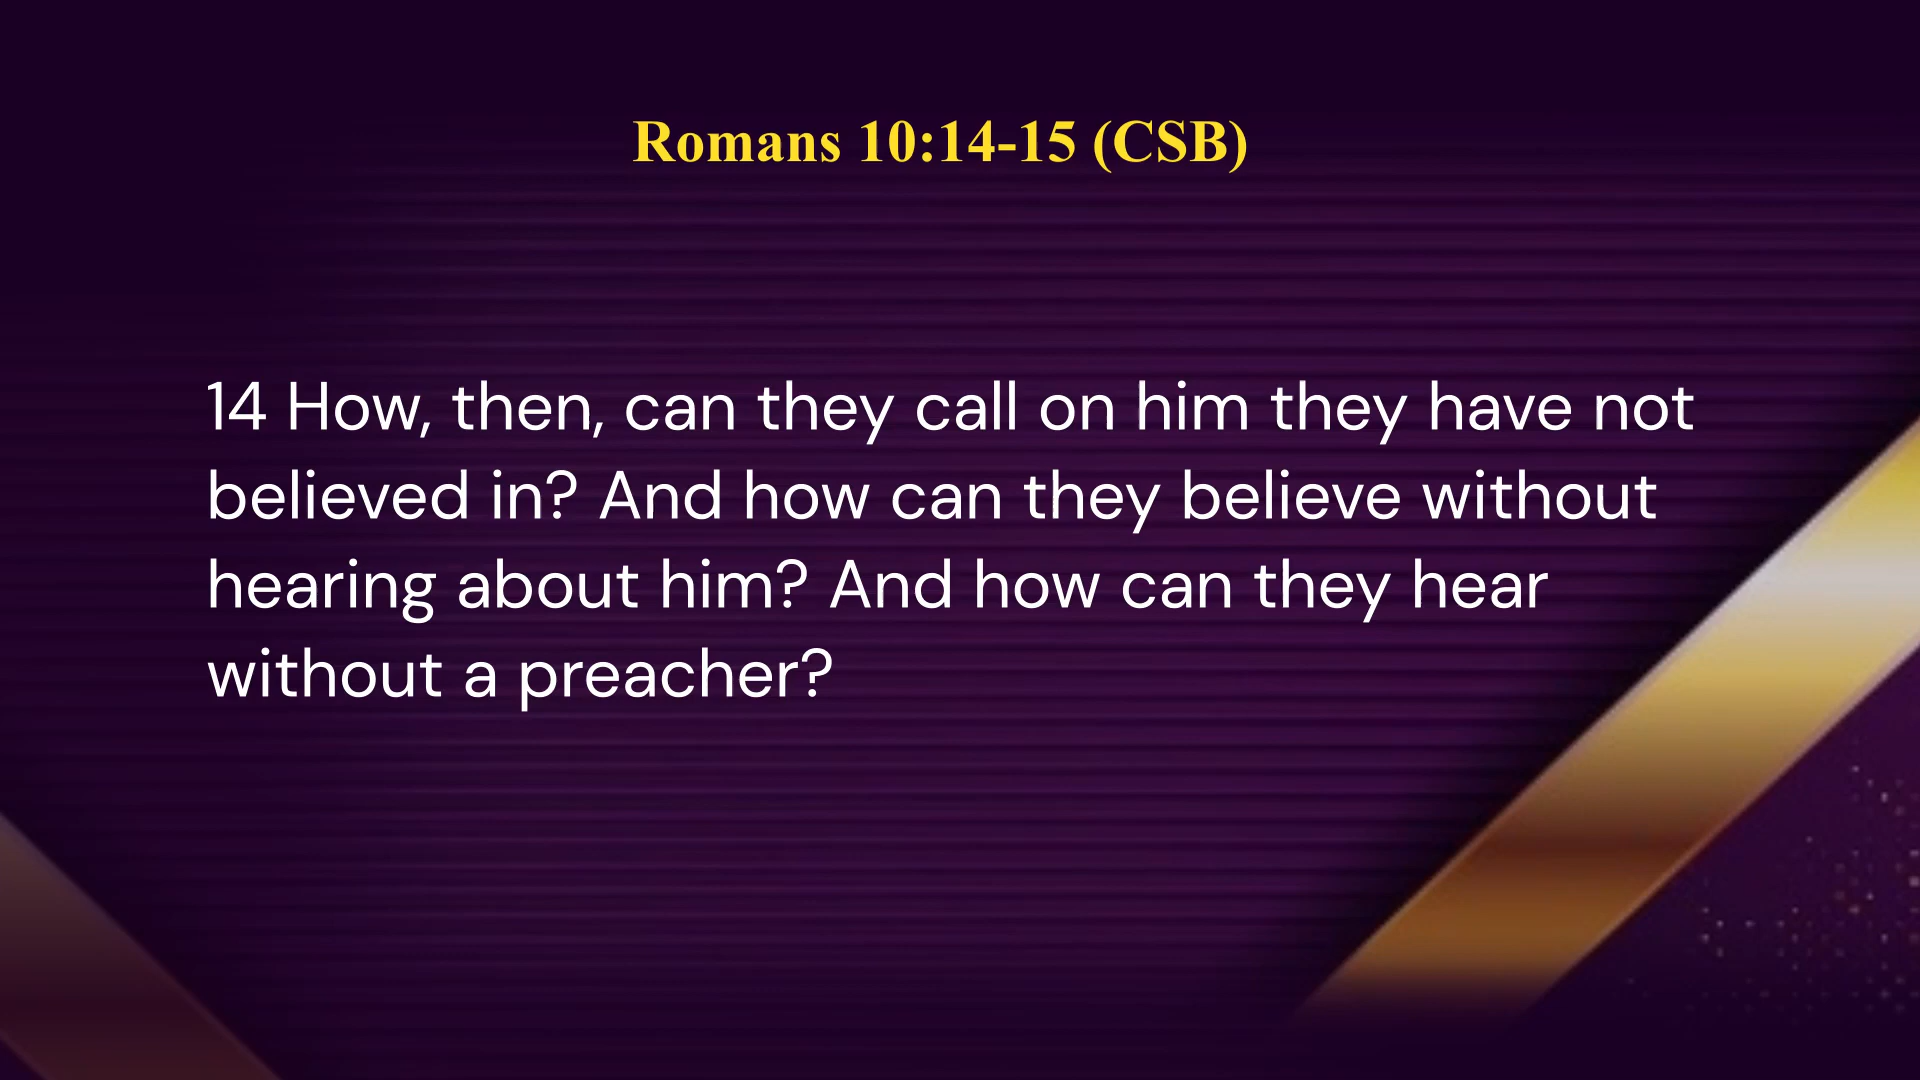 Romans 10:14-15 (CSB)
14 How, then, can they call on him they have not
believed in? And how can they believe without
hearing about him? And how can they hear
without a preacher?